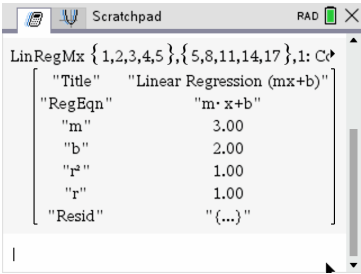 Scratchpad RAD
LinRegMx {1,2,3,4,5},{5,8,11,14,17},1: Co
"Title" "Linear Regression (mx+b)"
"RegEqn" "m·x+b"
"m" 3.00
"b" 2.00
"r²" 1.00
"r" 1.00
"Resid" "{...}"